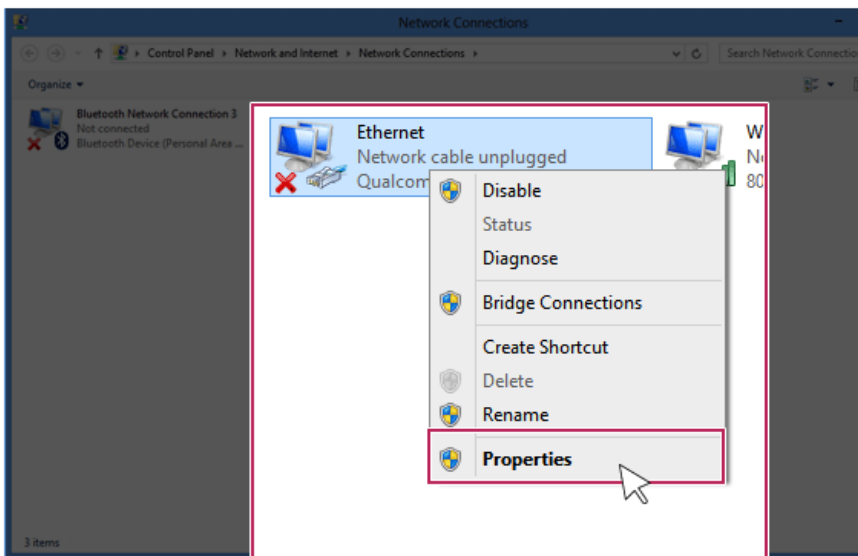 Network Connections
Control Panel Network and Internet Network Connections
Search Network Connectio
Organize
Bluetooth Network Connection 3
Not connected
Bluetooth Device (Personal Area ...
Ethernet
Network cable unplugged
Qualcom
W
80
Disable
Status
Diagnose
Bridge Connections
Create Shortcut
Delete
Rename
Properties
3 items